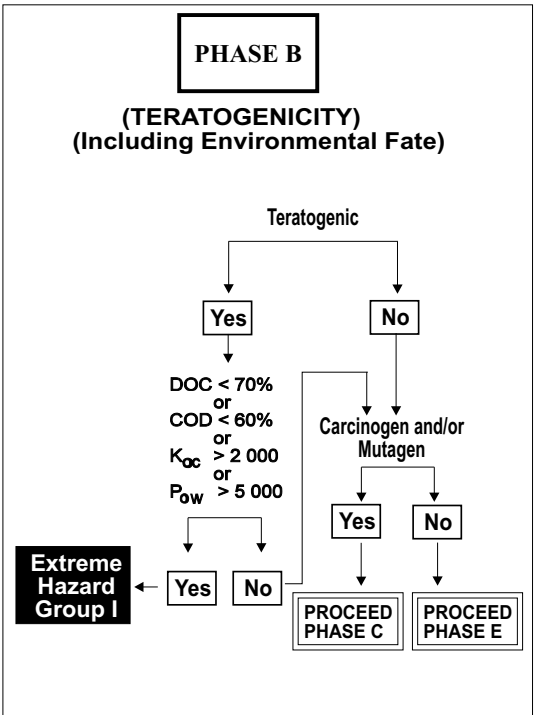 PHASE B
(TERATOGENICITY)
(Including Environmental Fate)
Teratogenic
Yes
No
DOC < 70%
or
COD < 60%
or
Koc > 2 000
or
Pow > 5 000
Carcinogen and/or
Mutagen
Yes
No
Extreme
Hazard
Group I
Yes
No
PROCEED
PHASE C
PROCEED
PHASE E